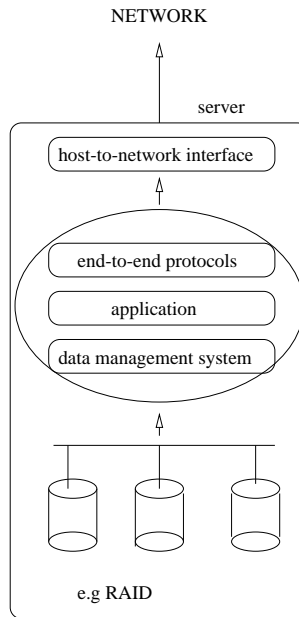 NETWORK
server
host-to-network interface
end-to-end protocols
application
data management system
e.g RAID